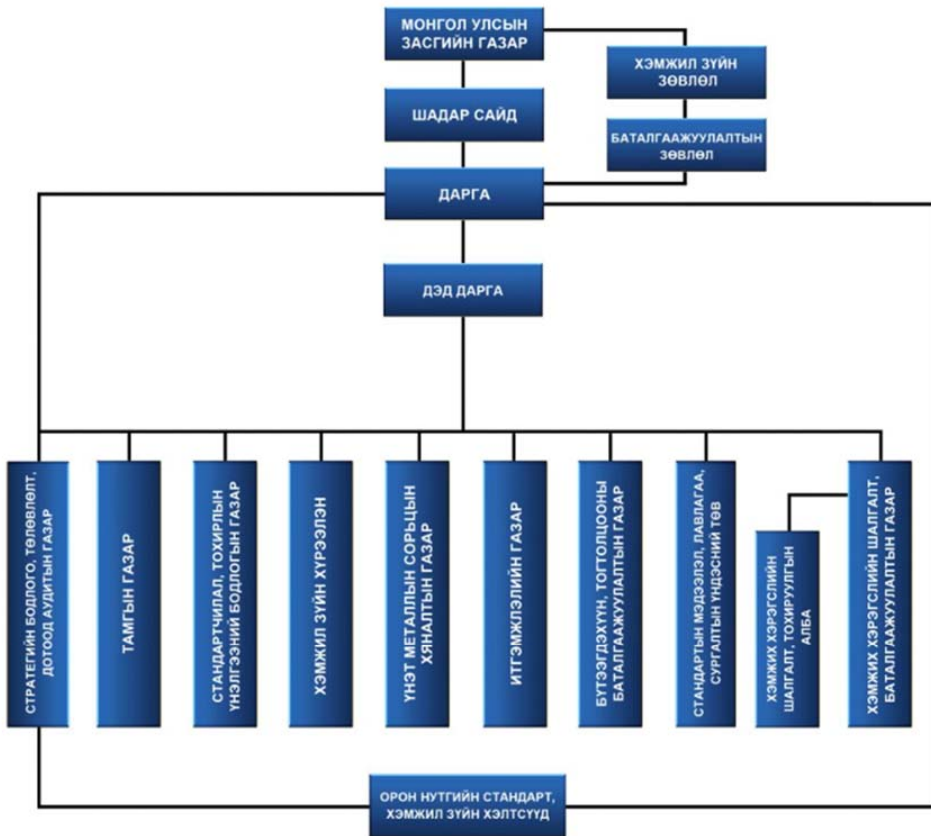 МОНГОЛ УЛСЫН
ЗАСГИЙН ГАЗАР
ХЭМЖИЛ ЗҮЙН
ЗӨВЛӨЛ
ШАДАР САЙД
БАТАЛГААЖУУЛАЛТЫН
ЗӨВЛӨЛ
ДАРГА
ДЭД ДАРГА
СТРАТЕГИЙН БОДЛОГО, ТӨЛӨВЛӨЛТ,
ДОТООД АУДИТЫН ГАЗАР
ТАМГЫН ГАЗАР
СТАНДАРТЧИЛАЛ, ТОХИРЛЫН
ҮНЭЛГЭЭНИЙ БОДЛОГЫН ГАЗАР
ХЭМЖИЛ ЗҮЙН ХҮРЭЭЛЭН
ҮНЭТ МЕТАЛЛЫН СОРЬЦЫН
ХЯНАЛТЫН ГАЗАР
ИТГЭМЖЛЭЛИЙН ГАЗАР
БҮТЭЭГДЭХҮҮН, ТОГТОЛЦООНЫ
БАТАЛГААЖУУЛАЛТЫН ГАЗАР
СТАНДАРТЫН МЭДЭЭЛЭЛ, ЛАВЛАГАА,
СУРГАЛТЫН ҮНДЭСНИЙ ТӨВ
ХЭМЖИХ ХЭРЭГСЛИЙН
ШАЛГАЛТ, ТОХИРУУЛГЫН
АЛБА
ХЭМЖИХ ХЭРЭГСЛИЙН ШАЛГАЛТ,
БАТАЛГААЖУУЛАЛТЫН ГАЗАР
ОРОН НУТГИЙН СТАНДАРТ,
ХЭМЖИЛ ЗҮЙН ХЭЛТСҮҮД